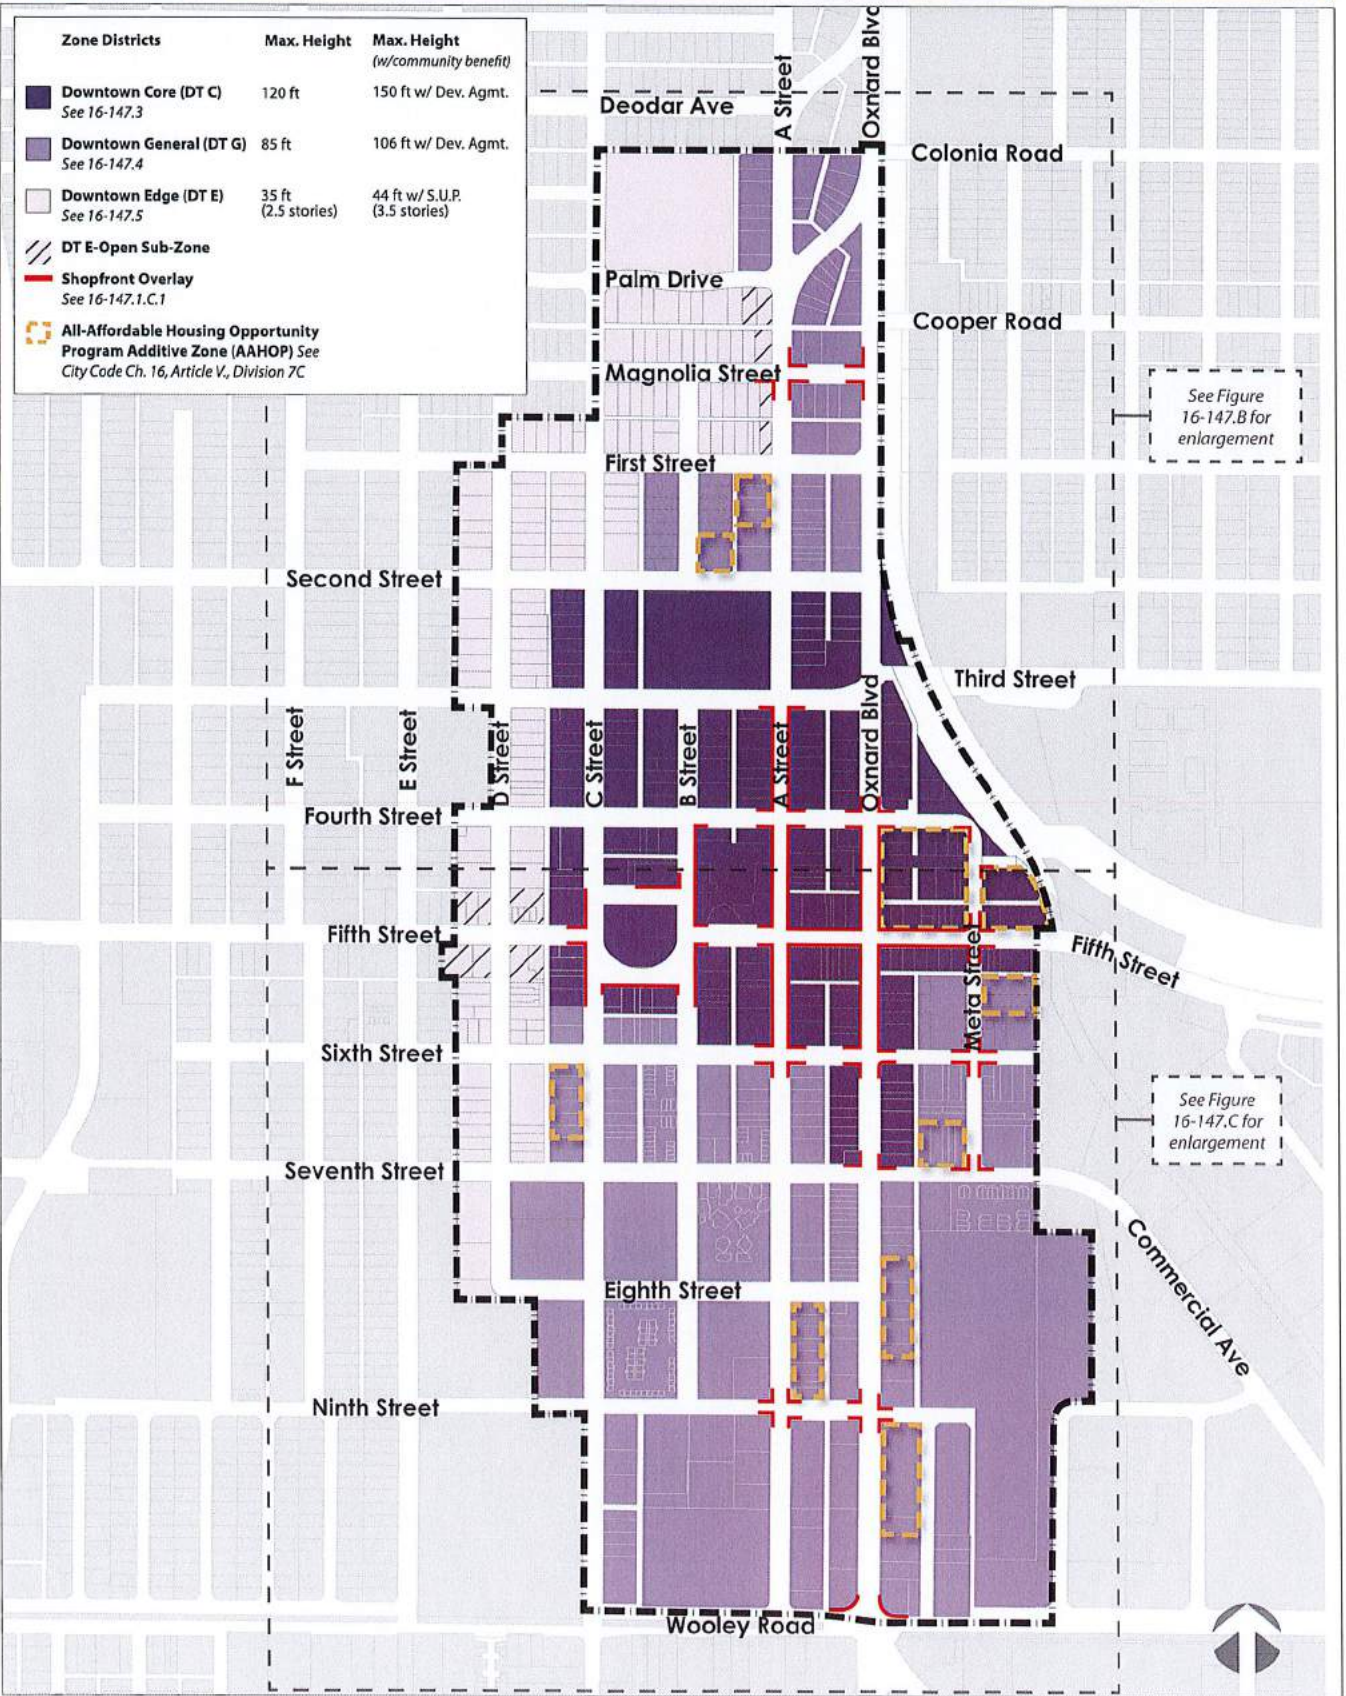 Zone Districts Max. Height Max. Height
(w/community benefit)
Downtown Core (DT C) 120 ft 150 ft w/ Dev. Agmt.
See 16-147.3
Downtown General (DT G) 85 ft 106 ft w/ Dev. Agmt.
See 16-147.4
Downtown Edge (DT E) 35 ft 44 ft w/ S.U.P.
See 16-147.5 (2.5 stories) (3.5 stories)
DT E-Open Sub-Zone
Shopfront Overlay
See 16-147.1.C.1
All-Affordable Housing Opportunity
Program Additive Zone (AAHOP) See
City Code Ch. 16, Article V., Division 7C
A Street
Oxnard Blvd
Deodar Ave
Colonia Road
Palm Drive
Cooper Road
Magnolia Street
See Figure
16-147.B for
enlargement
First Street
Second Street
Third Street
F Street
E Street
D Street
C Street
B Street
A Street
Oxnard Blvd
Fourth Street
Fifth Street
Fifth Street
Meta Street
Sixth Street
See Figure
16-147.C for
enlargement
Seventh Street
Commercial Ave
Eighth Street
Ninth Street
Wooley Road